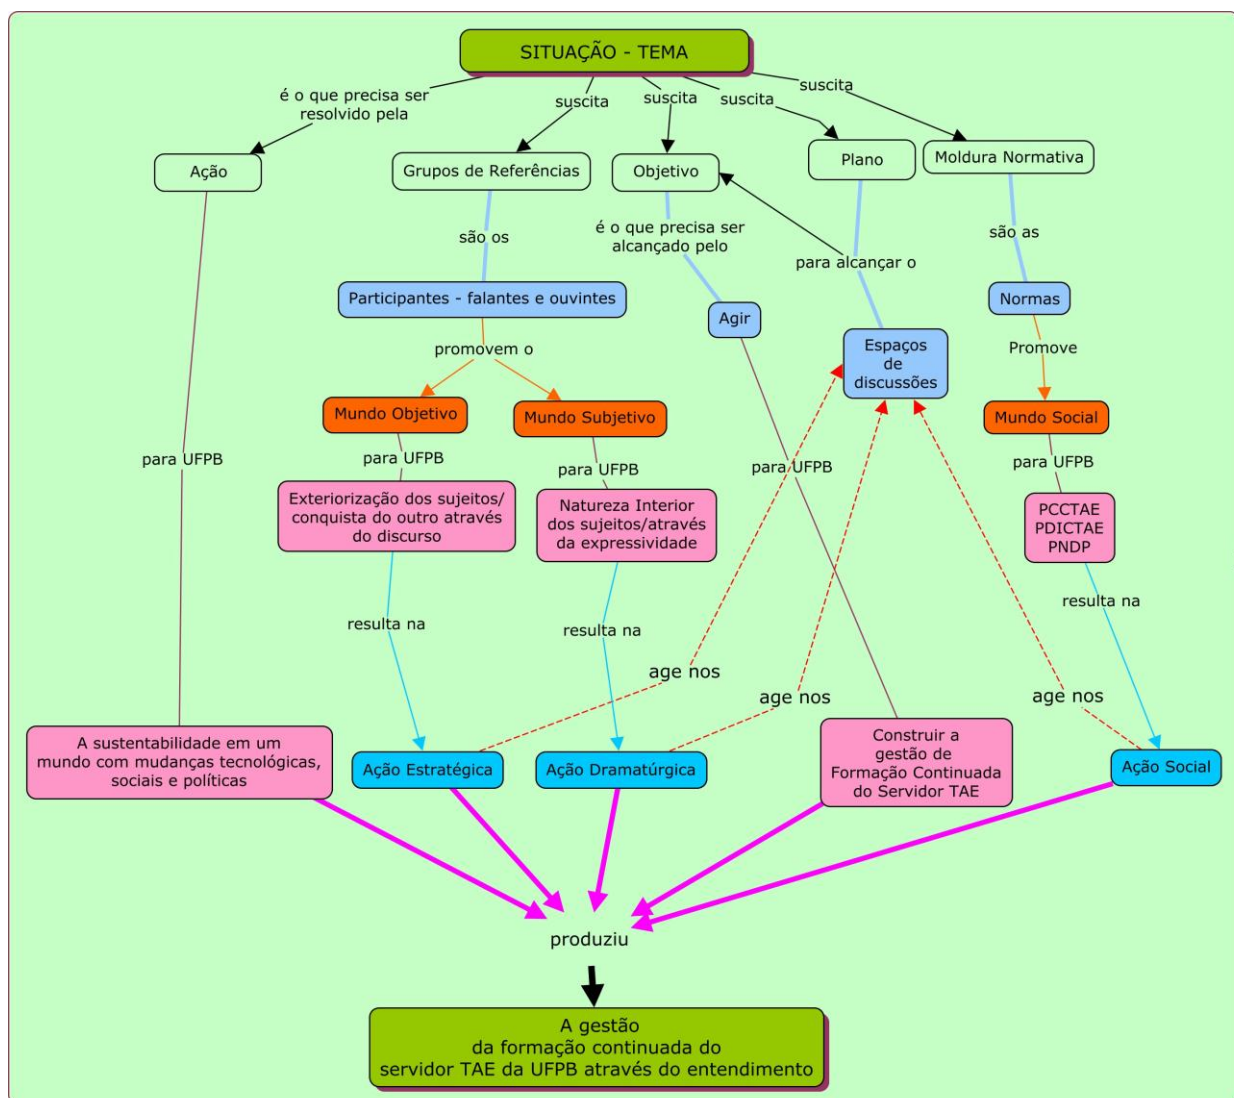 SITUAÇÃO - TEMA
é o que precisa ser
resolvido pela
suscita
suscita
suscita
suscita
Ação
Grupos de Referências
Objetivo
Plano
Moldura Normativa
são os
é o que precisa ser
alcançado pelo
para alcançar o
são as
Participantes - falantes e ouvintes
Agir
Normas
promovem o
Espaços
de
discussões
Promove
Mundo Objetivo
Mundo Subjetivo
Mundo Social
para UFPB
para UFPB
para UFPB
para UFPB
para UFPB
Exteriorização dos sujeitos/
conquista do outro através
do discurso
Natureza Interior
dos sujeitos/através
da expressividade
PCCTAE
PDICTAE
PNDP
resulta na
resulta na
resulta na
age nos
age nos
age nos
A sustentabilidade em um
mundo com mudanças tecnológicas,
sociais e políticas
Ação Estratégica
Ação Dramatúrgica
Construir a
gestão de
Formação Continuada
do Servidor TAE
Ação Social
produziu
A gestão
da formação continuada do
servidor TAE da UFPB através do entendimento